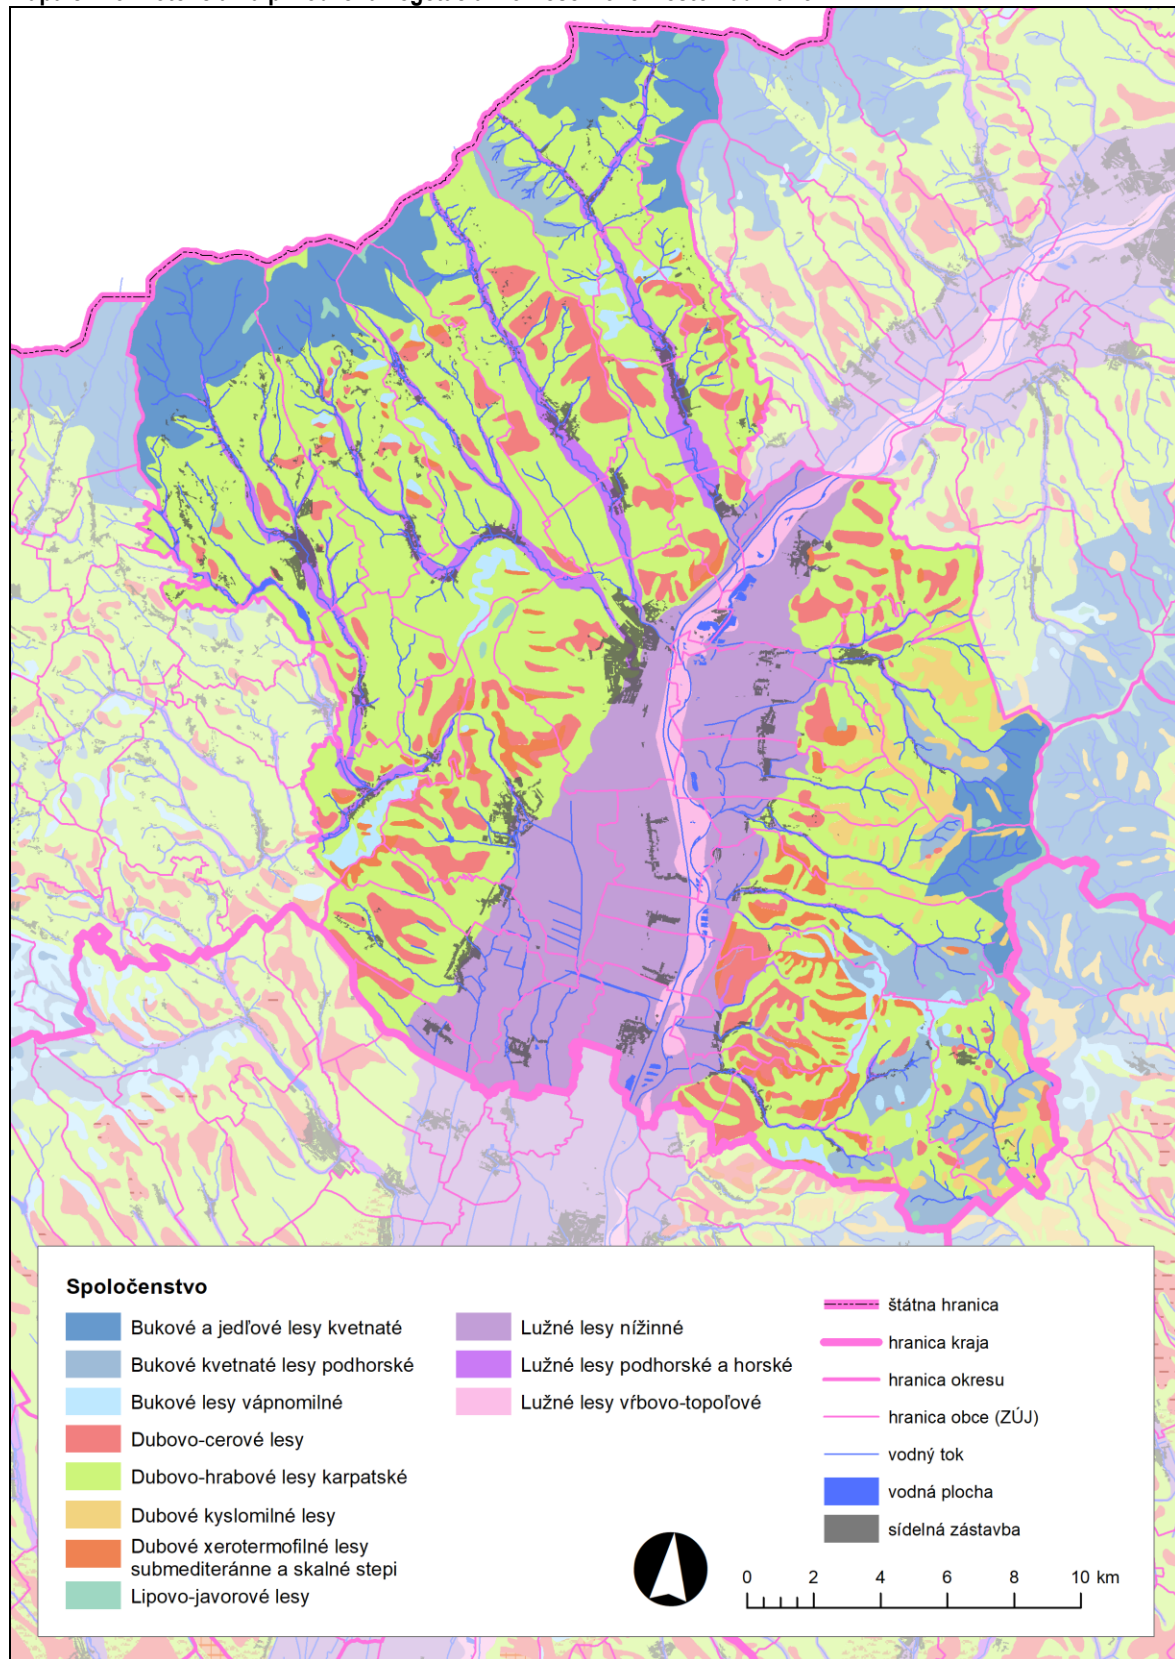 Spoločenstvo
Bukové a jedľové lesy kvetnaté
Bukové kvetnaté lesy podhorské
Bukové lesy vápnomilné
Dubovo-cerové lesy
Dubovo-hrabové lesy karpatské
Dubové kyslomilné lesy
Dubové xerotermofilné lesy
submediteránne a skalné stepi
Lipovo-javorové lesy
Lužné lesy nížinné
Lužné lesy podhorské a horské
Lužné lesy vŕbovo-topoľové
štátna hranica
hranica kraja
hranica okresu
hranica obce (ZÚJ)
vodný tok
vodná plocha
sídelná zástavba
0 2 4 6 8 10 km